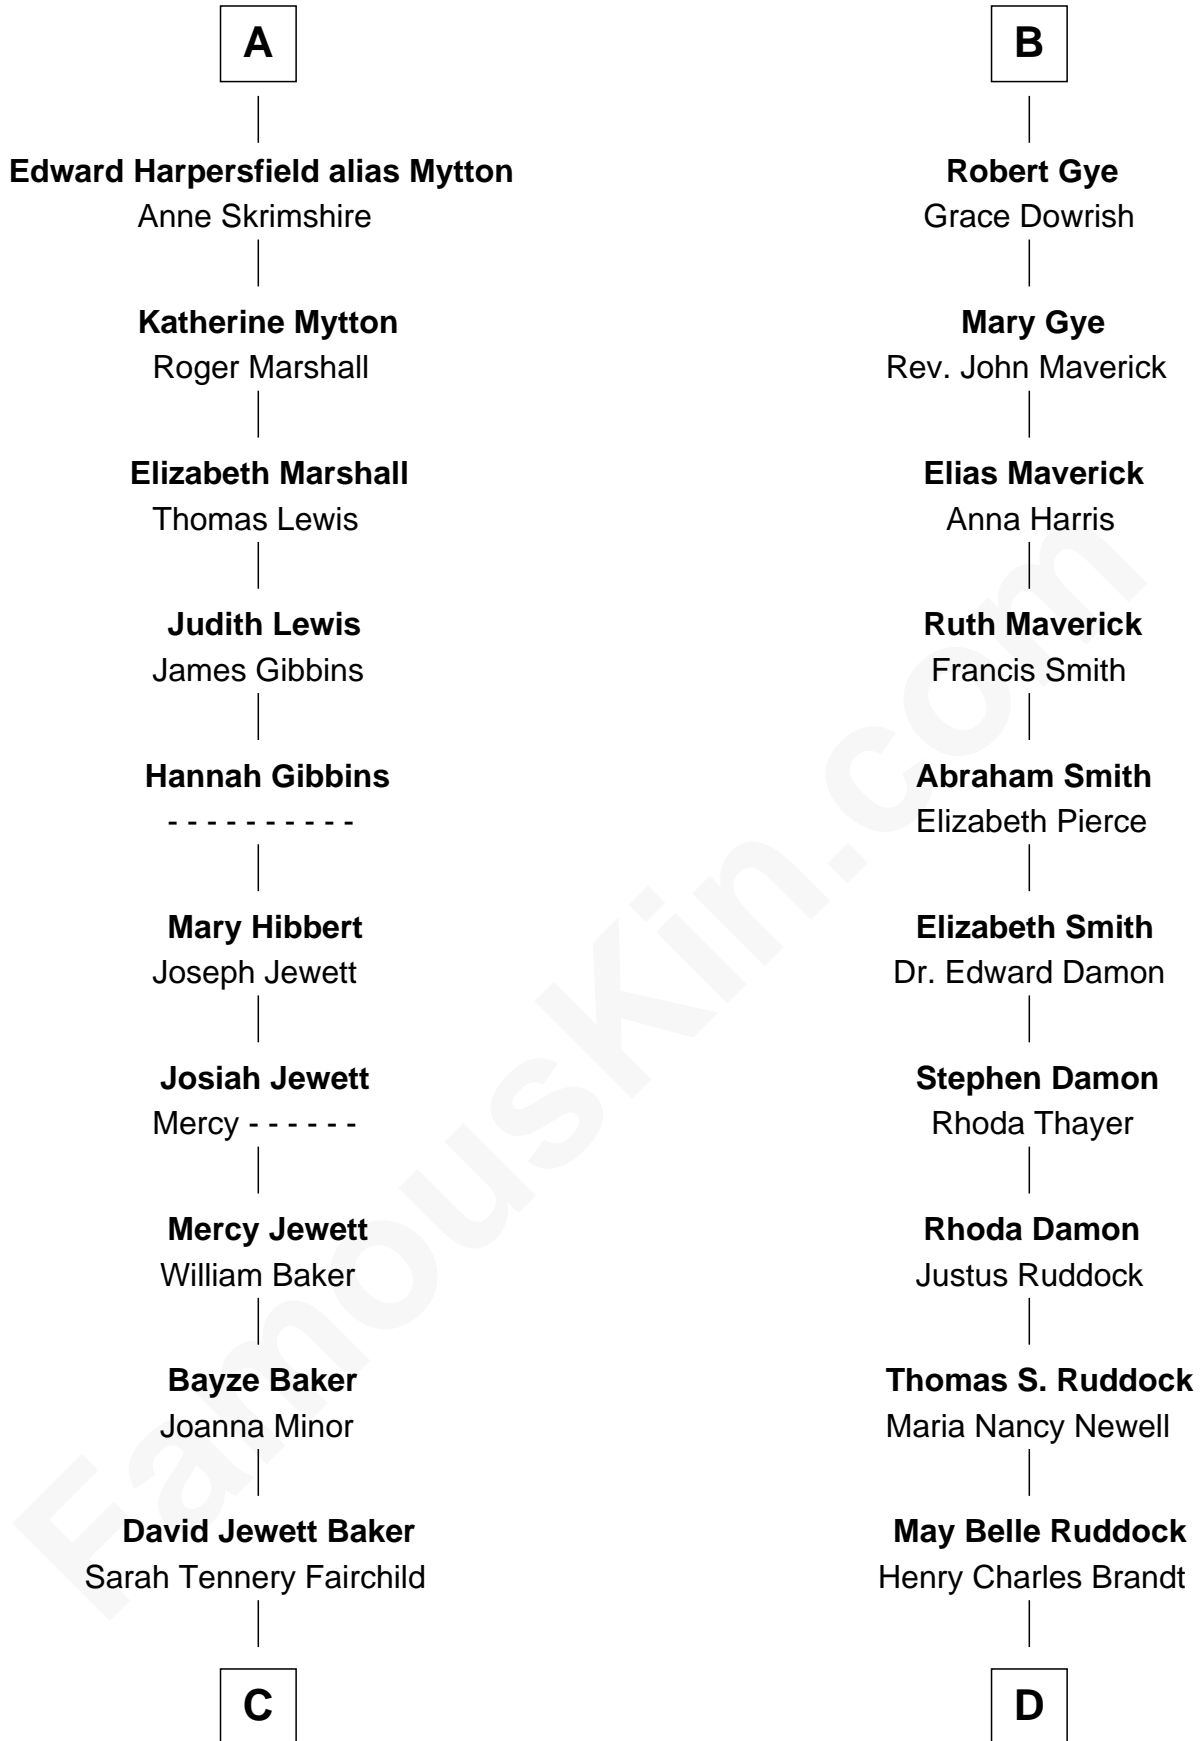 A
Edward Harpersfield alias Mytton
Anne Skrimshire
Katherine Mytton
Roger Marshall
Elizabeth Marshall
Thomas Lewis
Judith Lewis
James Gibbins
Hannah Gibbins
- - - - - - - - - -
Mary Hibbert
Joseph Jewett
Josiah Jewett
Mercy - - - - - -
Mercy Jewett
William Baker
Bayze Baker
Joanna Minor
David Jewett Baker
Sarah Tennery Fairchild
C
B
Robert Gye
Grace Dowrish
Mary Gye
Rev. John Maverick
Elias Maverick
Anna Harris
Ruth Maverick
Francis Smith
Abraham Smith
Elizabeth Pierce
Elizabeth Smith
Dr. Edward Damon
Stephen Damon
Rhoda Thayer
Rhoda Damon
Justus Ruddock
Thomas S. Ruddock
Maria Nancy Newell
May Belle Ruddock
Henry Charles Brandt
D
FamousKin.com